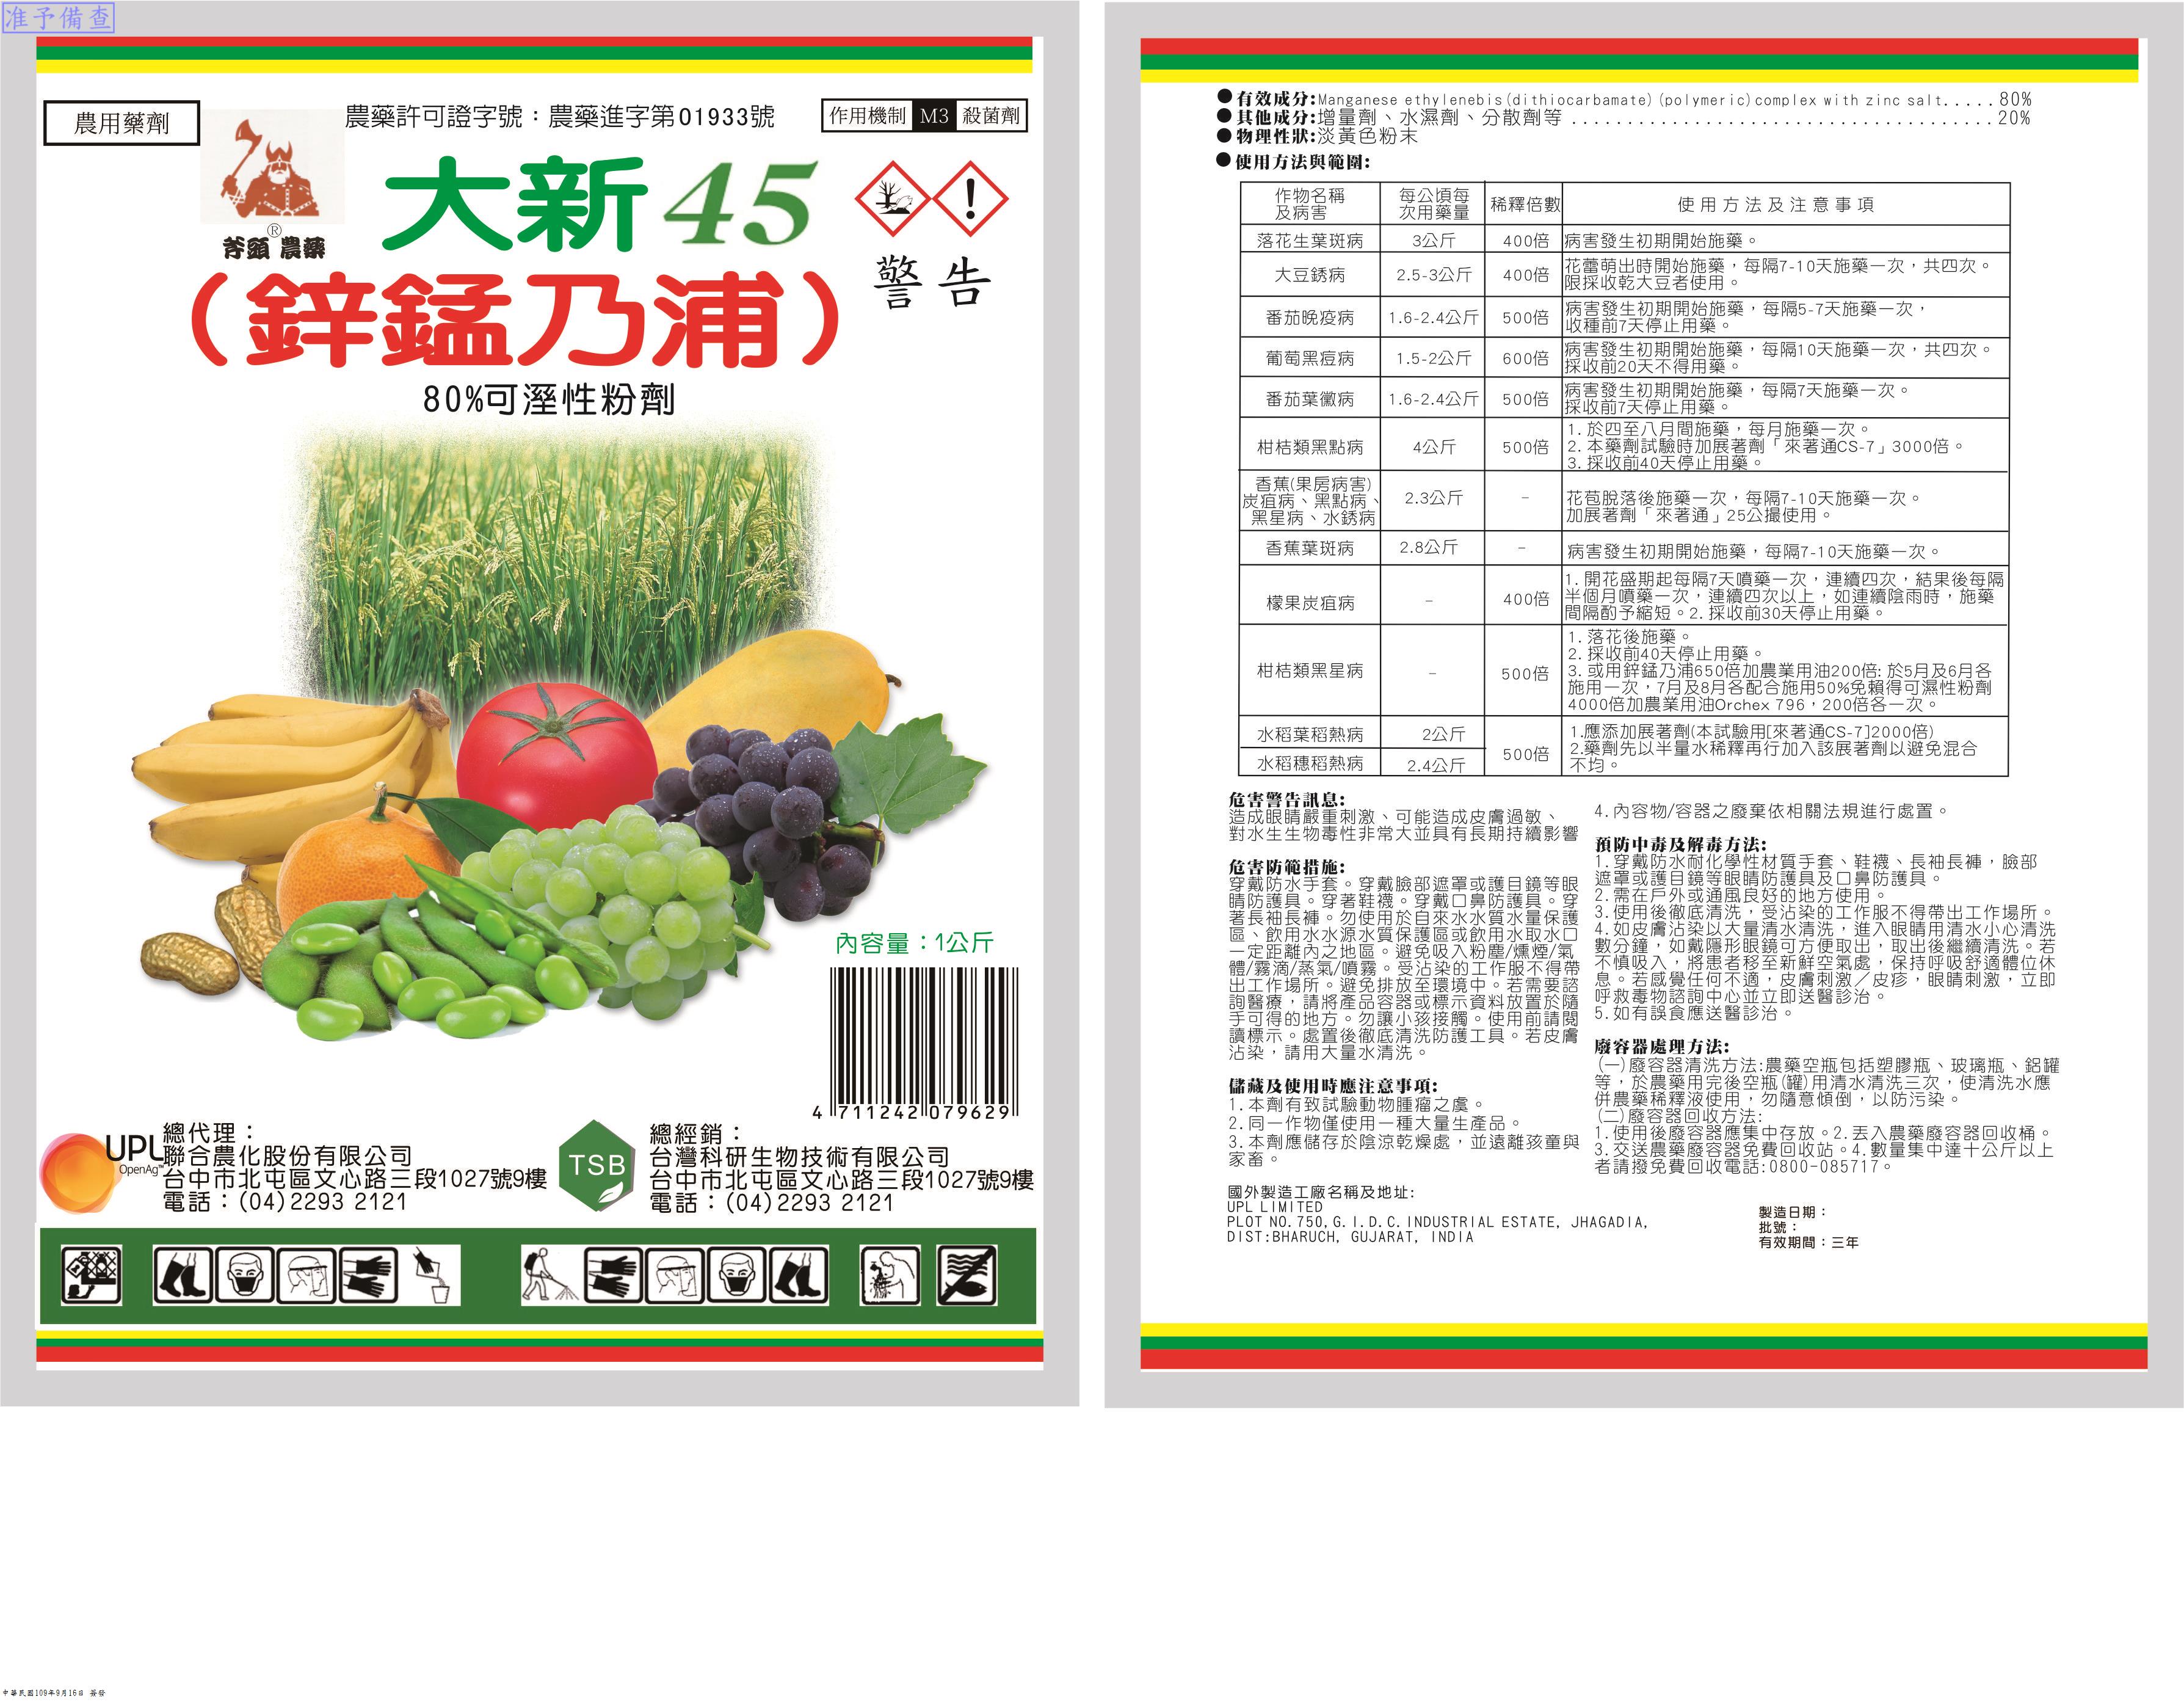 准予備查
農用藥劑
農藥許可證字號：農藥進字第01933號
作用機制 M3 殺菌劑
大新45
®
斧頭 農藥
警告
（鋅錳乃浦）
80%可溼性粉劑
內容量：1公斤
4 711242 079629
UPL
OpenAg™
總代理：
聯合農化股份有限公司
台中市北屯區文心路三段1027號9樓
電話：(04)2293 2121
TSB
總經銷：
台灣科研生物技術有限公司
台中市北屯區文心路三段1027號9樓
電話：(04)2293 2121
●有效成分:Manganese ethylenebis(dithiocarbamate)(polymeric)complex with zinc salt.....80%
●其他成分:增量劑、水濕劑、分散劑等 .....................................20%
●物理性狀:淡黃色粉末
●使用方法與範圍:
作物名稱及病害 每公頃每次用藥量 稀釋倍數 使用方法及注意事項
落花生葉斑病 3公斤 400倍 病害發生初期開始施藥。
大豆銹病 2.5-3公斤 400倍 花蕾萌出時開始施藥，每隔7-10天施藥一次，共四次。
限採收乾大豆者使用。
番茄晚疫病 1.6-2.4公斤 500倍 病害發生初期開始施藥，每隔5-7天施藥一次，
收種前7天停止用藥。
葡萄黑痘病 1.5-2公斤 600倍 病害發生初期開始施藥，每隔10天施藥一次，共四次。
採收前20天不得用藥。
番茄葉黴病 1.6-2.4公斤 500倍 病害發生初期開始施藥，每隔7天施藥一次。
採收前7天停止用藥。
柑桔類黑點病 4公斤 500倍 1.於四至八月間施藥，每月施藥一次。
2.本藥劑試驗時加展著劑「來著通CS-7」3000倍。
3.採收前40天停止用藥。
香蕉(果房病害)
炭疽病、黑點病、
黑星病、水銹病 2.3公斤 － 花苞脫落後施藥一次，每隔7-10天施藥一次。
加展著劑「來著通」25公撮使用。
香蕉葉斑病 2.8公斤 － 病害發生初期開始施藥，每隔7-10天施藥一次。
檬果炭疽病 － 400倍 1.開花盛期起每隔7天噴藥一次，連續四次，結果後每隔
半個月噴藥一次，連續四次以上，如連續陰雨時，施藥
間隔酌予縮短。2.採收前30天停止用藥。
柑桔類黑星病 － 500倍 1.落花後施藥。
2.採收前40天停止用藥。
3.或用鋅錳乃浦650倍加農業用油200倍:於5月及6月各
施用一次，7月及8月各配合施用50%免賴得可濕性粉劑
4000倍加農業用油Orchex 796，200倍各一次。
水稻葉稻熱病 2公斤 500倍 1.應添加展著劑(本試驗用[來著通CS-7]2000倍)
水稻穗稻熱病 2.4公斤 2.藥劑先以半量水稀釋再行加入該展著劑以避免混合
不均。
危害警告訊息:
造成眼睛嚴重刺激、可能造成皮膚過敏、
對水生生物毒性非常大並具有長期持續影響
危害防範措施:
穿戴防水手套。穿戴臉部遮罩或護目鏡等眼
睛防護具。穿著鞋襪。穿戴口鼻防護具。穿
著長袖長褲。勿使用於自來水水質水量保護
區、飲用水水源水質保護區或飲用水取水口
一定距離內之地區。避免吸入粉塵/燻煙/氣
體/霧滴/蒸氣/噴霧。受沾染的工作服不得帶
出工作場所。避免排放至環境中。若需要諮
詢醫療，請將產品容器或標示資料放置於隨
手可得的地方。勿讓小孩接觸。使用前請閱
讀標示。處置後徹底清洗防護工具。若皮膚
沾染，請用大量水清洗。
儲藏及使用時應注意事項:
1.本劑有致試驗動物腫瘤之虞。
2.同一作物僅使用一種大量生產品。
3.本劑應儲存於陰涼乾燥處，並遠離孩童與
家畜。
4.內容物/容器之廢棄依相關法規進行處置。
預防中毒及解毒方法:
1.穿戴防水耐化學性材質手套、鞋襪、長袖長褲，臉部
遮罩或護目鏡等眼睛防護具及口鼻防護具。
2.需在戶外或通風良好的地方使用。
3.使用後徹底清洗，受沾染的工作服不得帶出工作場所。
4.如皮膚沾染以大量清水清洗，進入眼睛用清水小心清洗
數分鐘，如戴隱形眼鏡可方便取出，取出後繼續清洗。若
不慎吸入，將患者移至新鮮空氣處，保持呼吸舒適體位休
息。若感覺任何不適，皮膚刺激／皮疹，眼睛刺激，立即
呼救毒物諮詢中心並立即送醫診治。
5.如有誤食應送醫診治。
廢容器處理方法:
(一)廢容器清洗方法:農藥空瓶包括塑膠瓶、玻璃瓶、鋁罐
等，於農藥用完後空瓶(罐)用清水清洗三次，使清洗水應
併農藥稀釋液使用，勿隨意傾倒，以防污染。
(二)廢容器回收方法:
1.使用後廢容器應集中存放。2.丟入農藥廢容器回收桶。
3.交送農藥廢容器免費回收站。4.數量集中達十公斤以上
者請撥免費回收電話:0800-085717。
國外製造工廠名稱及地址:
UPL LIMITED
PLOT NO.750,G.I.D.C.INDUSTRIAL ESTATE, JHAGADIA,
DIST:BHARUCH, GUJARAT, INDIA
製造日期：
批號：
有效期間：三年
中華民國109年9月16日 簽發